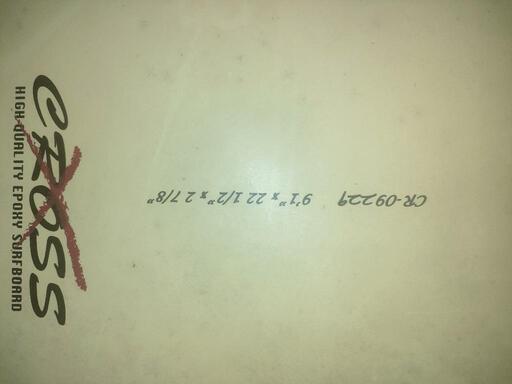 CROSS
HIGH-QUALITY EPOXY SURFBOARD
CR-09229 9'1" x 22 1/2" x 2 7/8"